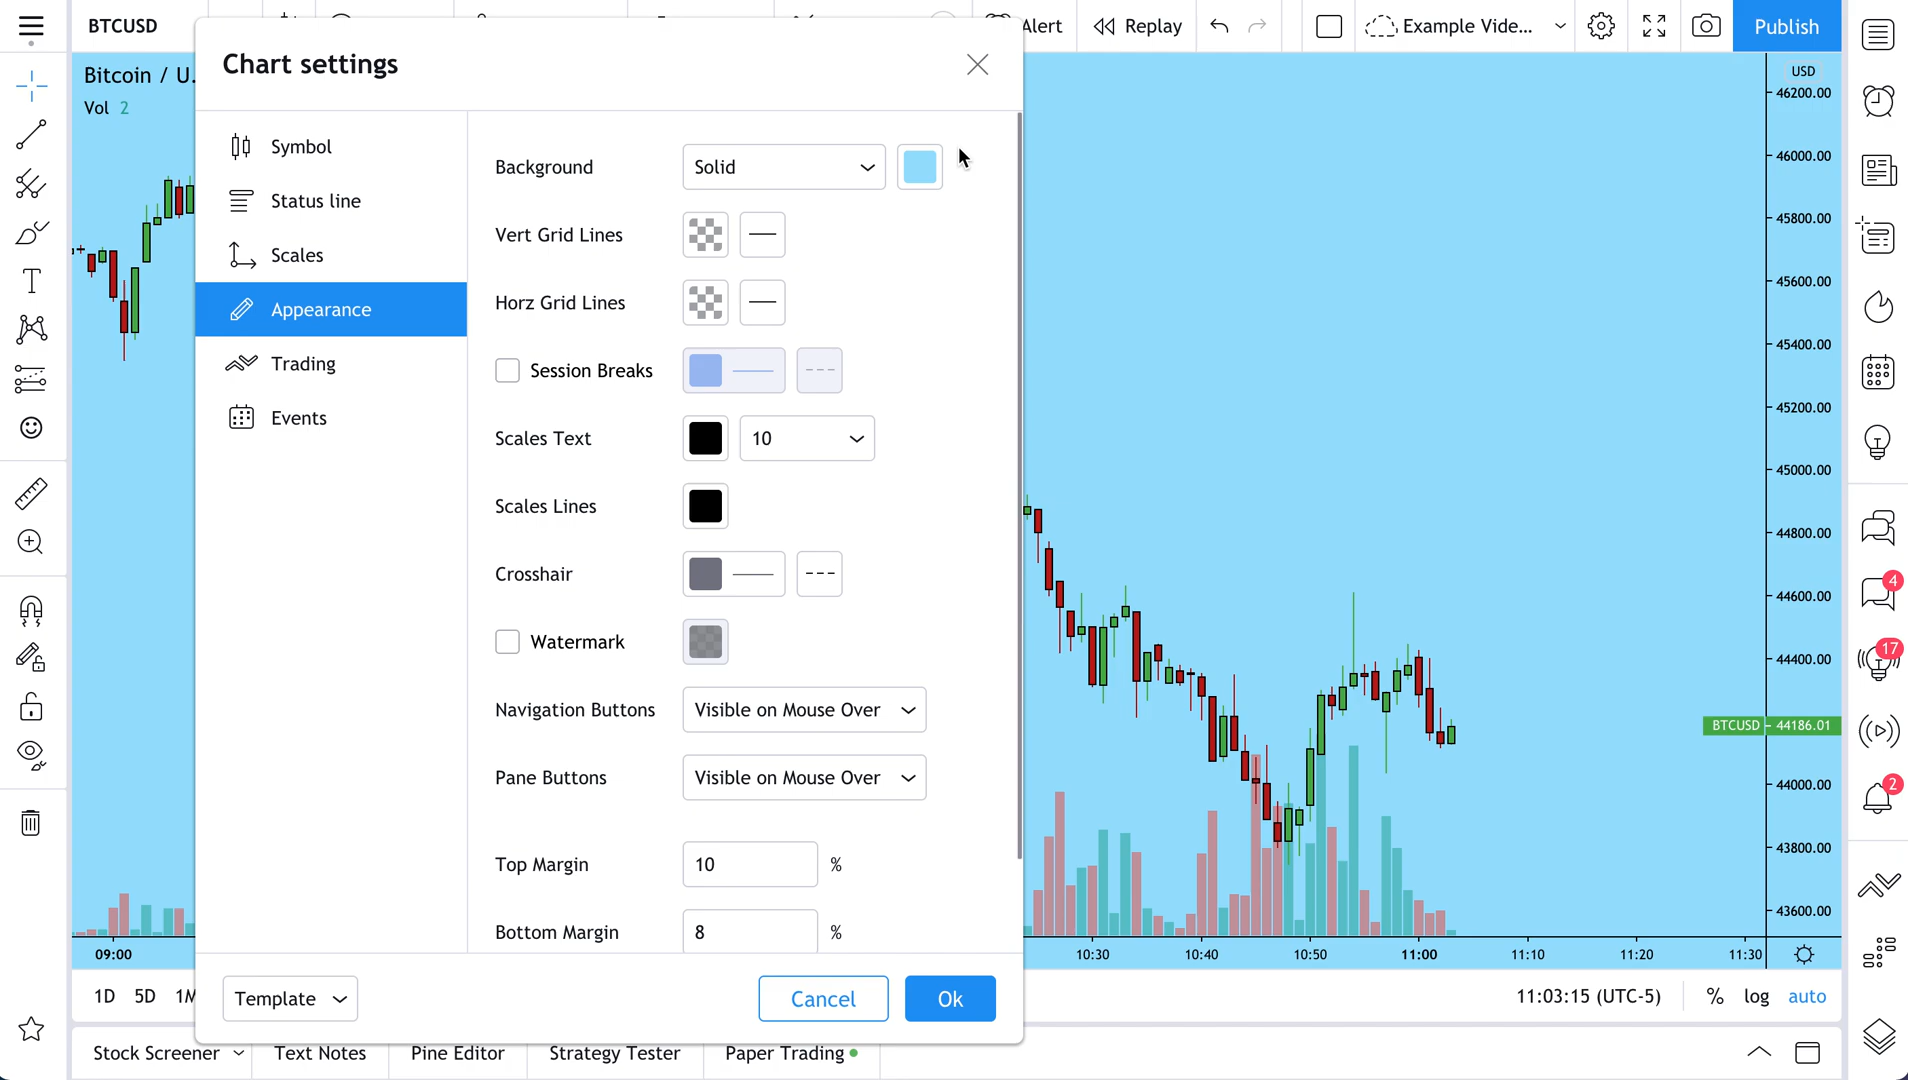 BTCUSD
Alert
Replay
Example Vide...
Publish
Bitcoin / U.
Vol 2
Chart settings
Symbol
Status line
Scales
Appearance
Trading
Events
Background Solid
Vert Grid Lines
Horz Grid Lines
Session Breaks
Scales Text 10
Scales Lines
Crosshair
Watermark
Navigation Buttons Visible on Mouse Over
Pane Buttons Visible on Mouse Over
Top Margin 10 %
Bottom Margin 8 %
Template
Cancel
Ok
USD
46200.00
46000.00
45800.00
45600.00
45400.00
45200.00
45000.00
44800.00
44600.00
44400.00
BTCUSD 44186.01
44000.00
43800.00
43600.00
4
17
2
09:00 10:30 10:40 10:50 11:00 11:10 11:20 11:30
1D 5D 1M
11:03:15 (UTC-5) % log auto
Stock Screener Text Notes Pine Editor Strategy Tester Paper Trading